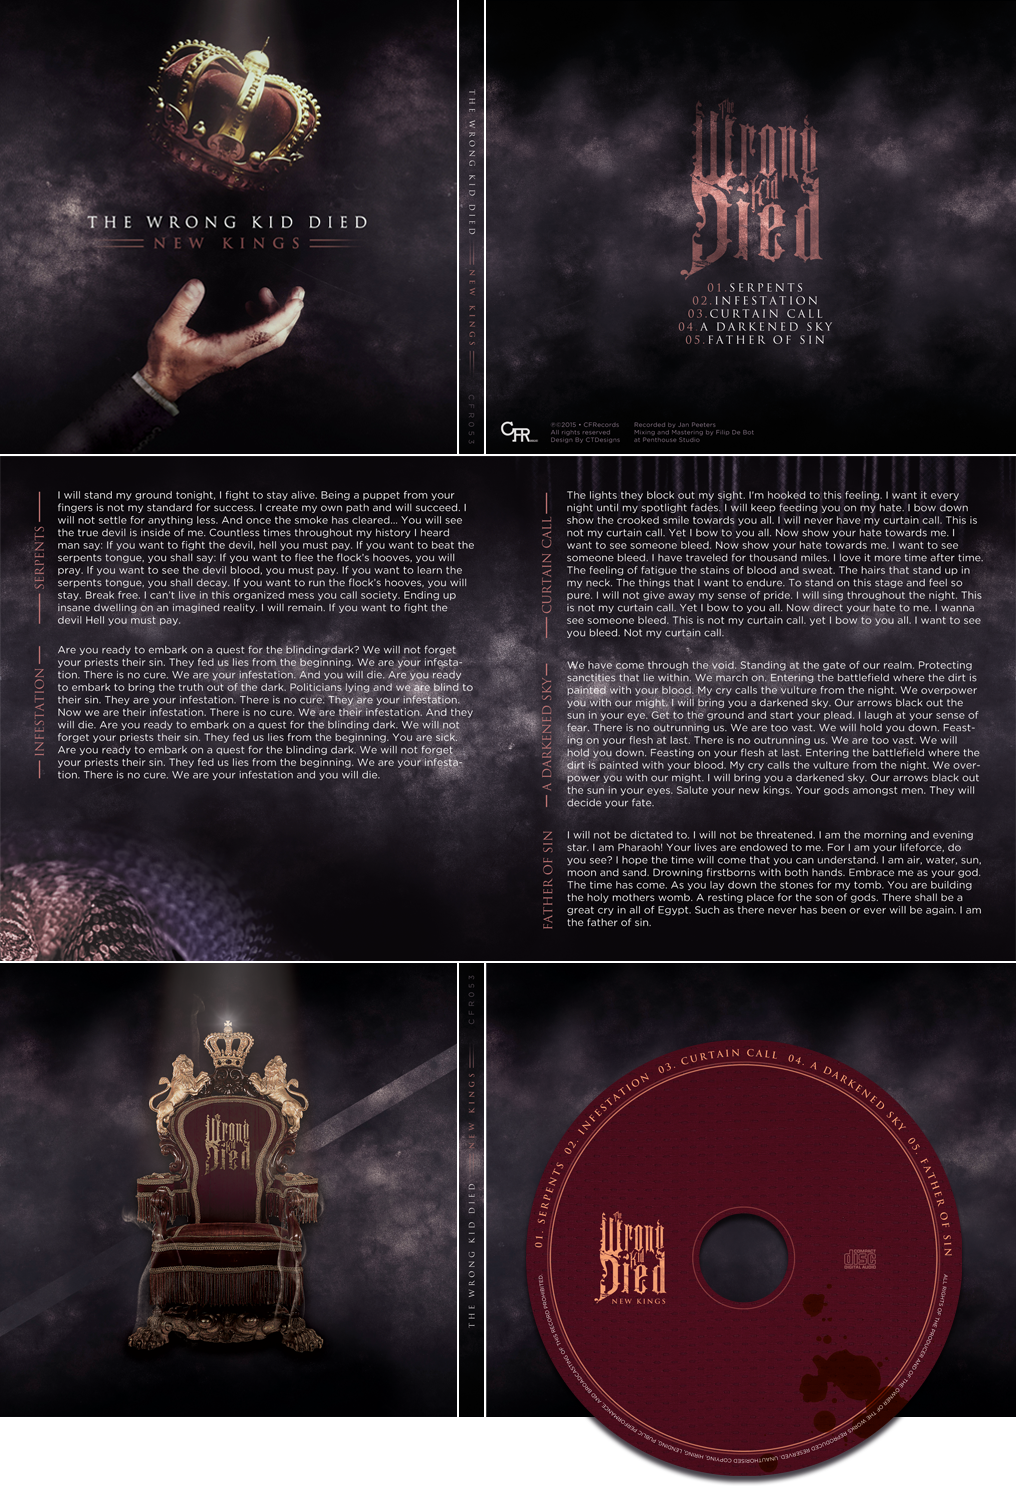 THE WRONG KID DIED
NEW KINGS
THE WRONG KID DIED NEW KINGS CFR053
The
Wrong
Kid
Died
01.SERPENTS
02.INFESTATION
03.CURTAIN CALL
04.A DARKENED SKY
05.FATHER OF SIN
CFR
℗©2015 • CFRecords
All rights reserved
Design By CTDesigns
Recorded by Jan Peeters
Mixing and Mastering by Filip De Bot
at Penthouse Studio
SERPENTS
I will stand my ground tonight, I fight to stay alive. Being a puppet from your
fingers is not my standard for success. I create my own path and will succeed. I
will not settle for anything less. And once the smoke has cleared... You will see
the true devil is inside of me. Countless times throughout my history I heard
man say: If you want to fight the devil, hell you must pay. If you want to beat the
serpents tongue, you shall say: If you want to flee the flock's hooves, you will
pray. If you want to see the devil blood, you must pay. If you want to learn the
serpents tongue, you shall decay. If you want to run the flock's hooves, you will
stay. Break free. I can't live in this organized mess you call society. Ending up
insane dwelling on an imagined reality. I will remain. If you want to fight the
devil Hell you must pay.
INFESTATION
Are you ready to embark on a quest for the blinding dark? We will not forget
your priests their sin. They fed us lies from the beginning. We are your infesta-
tion. There is no cure. We are your infestation. And you will die. Are you ready
to embark to bring the truth out of the dark. Politicians lying and we are blind to
their sin. They are your infestation. There is no cure. They are your infestation.
Now we are their infestation. There is no cure. We are their infestation. And they
will die. Are you ready to embark on a quest for the blinding dark. We will not
forget your priests their sin. They fed us lies from the beginning. You are sick.
Are you ready to embark on a quest for the blinding dark. We will not forget
your priests their sin. They fed us lies from the beginning. We are your infesta-
tion. There is no cure. We are your infestation and you will die.
CURTAIN CALL
The lights they block out my sight. I'm hooked to this feeling. I want it every
night until my spotlight fades. I will keep feeding you on my hate. I bow down
show the crooked smile towards you all. I will never have my curtain call. This is
not my curtain call. Yet I bow to you all. Now show your hate towards me. I
want to see someone bleed. Now show your hate towards me. I want to see
someone bleed. I have traveled for thousand miles. I love it more time after time.
The feeling of fatigue the stains of blood and sweat. The hairs that stand up in
my neck. The things that I want to endure. To stand on this stage and feel so
pure. I will not give away my sense of pride. I will sing throughout the night. This
is not my curtain call. Yet I bow to you all. Now direct your hate to me. I wanna
see someone bleed. This is not my curtain call. yet I bow to you all. I want to see
you bleed. Not my curtain call.
A DARKENED SKY
We have come through the void. Standing at the gate of our realm. Protecting
sanctities that lie within. We march on. Entering the battlefield where the dirt is
painted with your blood. My cry calls the vulture from the night. We overpower
you with our might. I will bring you a darkened sky. Our arrows black out the
sun in your eye. Get to the ground and start your plead. I laugh at your sense of
fear. There is no outrunning us. We are too vast. We will hold you down. Feast-
ing on your flesh at last. There is no outrunning us. We are too vast. We will
hold you down. Feasting on your flesh at last. Entering the battlefield where the
dirt is painted with your blood. My cry calls the vulture from the night. We over-
power you with our might. I will bring you a darkened sky. Our arrows black out
the sun in your eyes. Salute your new kings. Your gods amongst men. They will
decide your fate.
FATHER OF SIN
I will not be dictated to. I will not be threatened. I am the morning and evening
star. I am Pharaoh! Your lives are endowed to me. For I am your lifeforce, do
you see? I hope the time will come that you can understand. I am air, water, sun,
moon and sand. Drowning firstborns with both hands. Embrace me as your god.
The time has come. As you lay down the stones for my tomb. You are building
the holy mothers womb. A resting place for the son of gods. There shall be a
great cry in all of Egypt. Such as there never has been or ever will be again. I am
the father of sin.
Wrong
Kid
Died
THE WRONG KID DIED NEW KINGS CFR053
01. SERPENTS 02. INFESTATION 03. CURTAIN CALL 04. A DARKENED SKY 05. FATHER OF SIN
The
Wrong
Kid
Died
NEW KINGS
COMPACT
disc
DIGITAL AUDIO
ALL RIGHTS OF THE PRODUCER AND OF THE OWNER OF THE WORKS REPRODUCED RESERVED. UNAUTHORISED COPYING, HIRING, LENDING, PUBLIC PERFORMANCE, AND BROADCASTING OF THIS RECORD PROHIBITED.